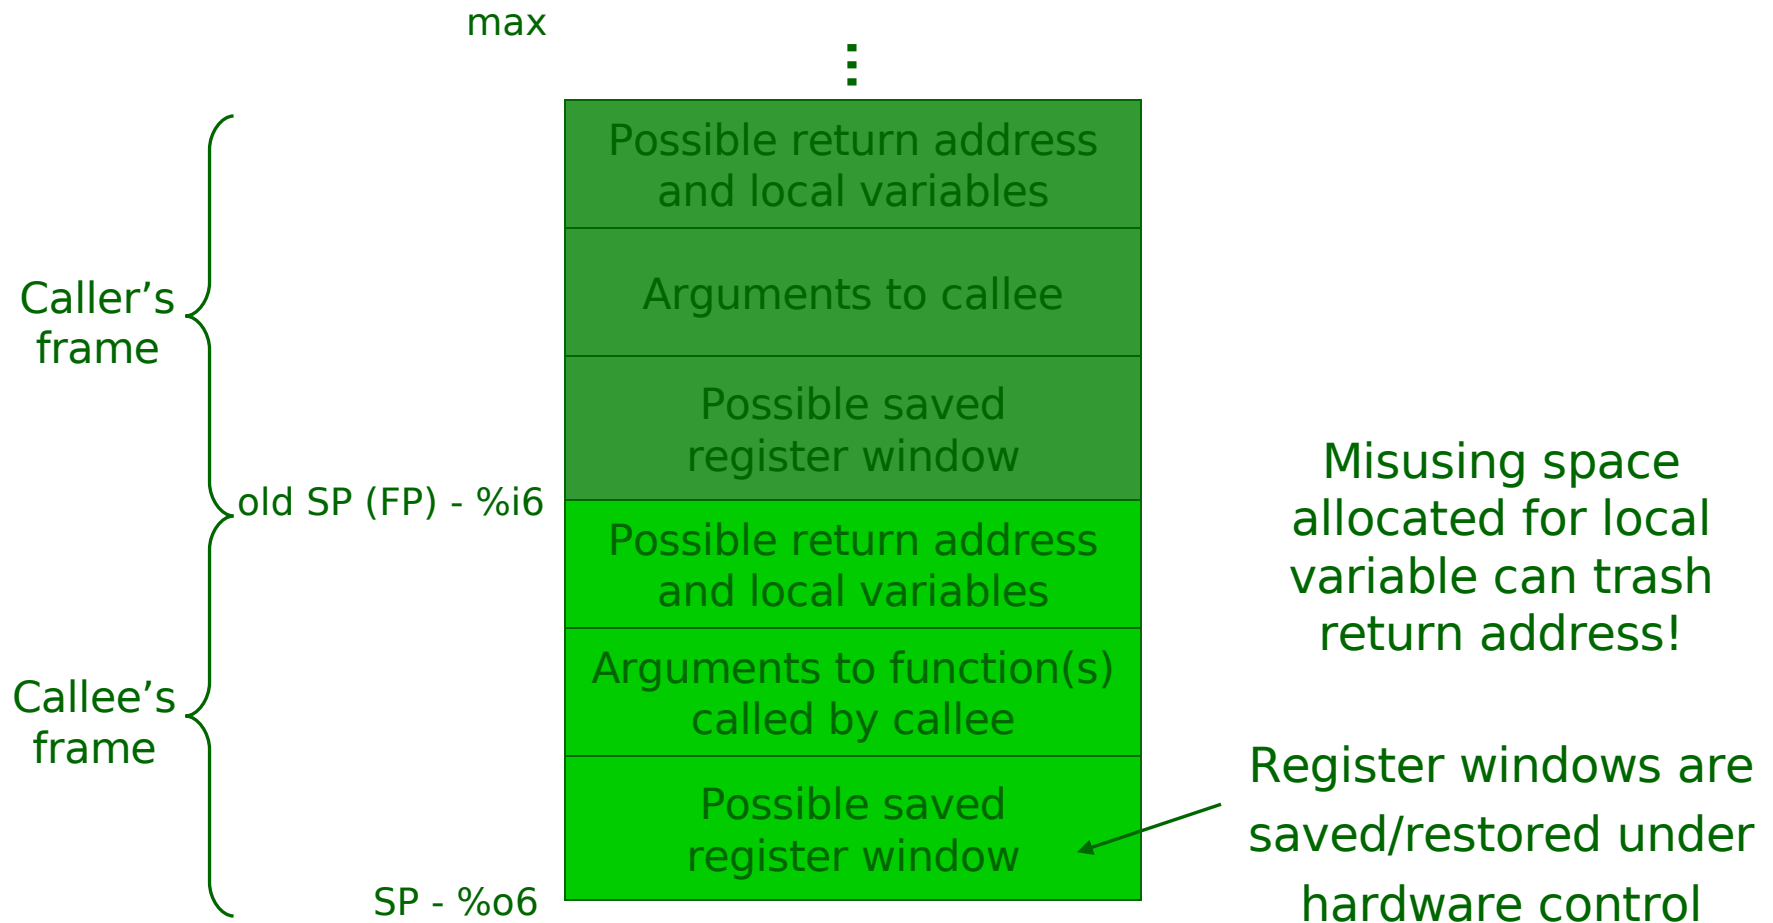 max
Possible return address
and local variables
Arguments to callee
Caller’s
frame
Possible saved
register window
old SP (FP) - %i6
Possible return address
and local variables
Misusing space
allocated for local
variable can trash
return address!
Arguments to function(s)
called by callee
Callee’s
frame
Possible saved
register window
Register windows are
saved/restored under
hardware control
SP - %o6